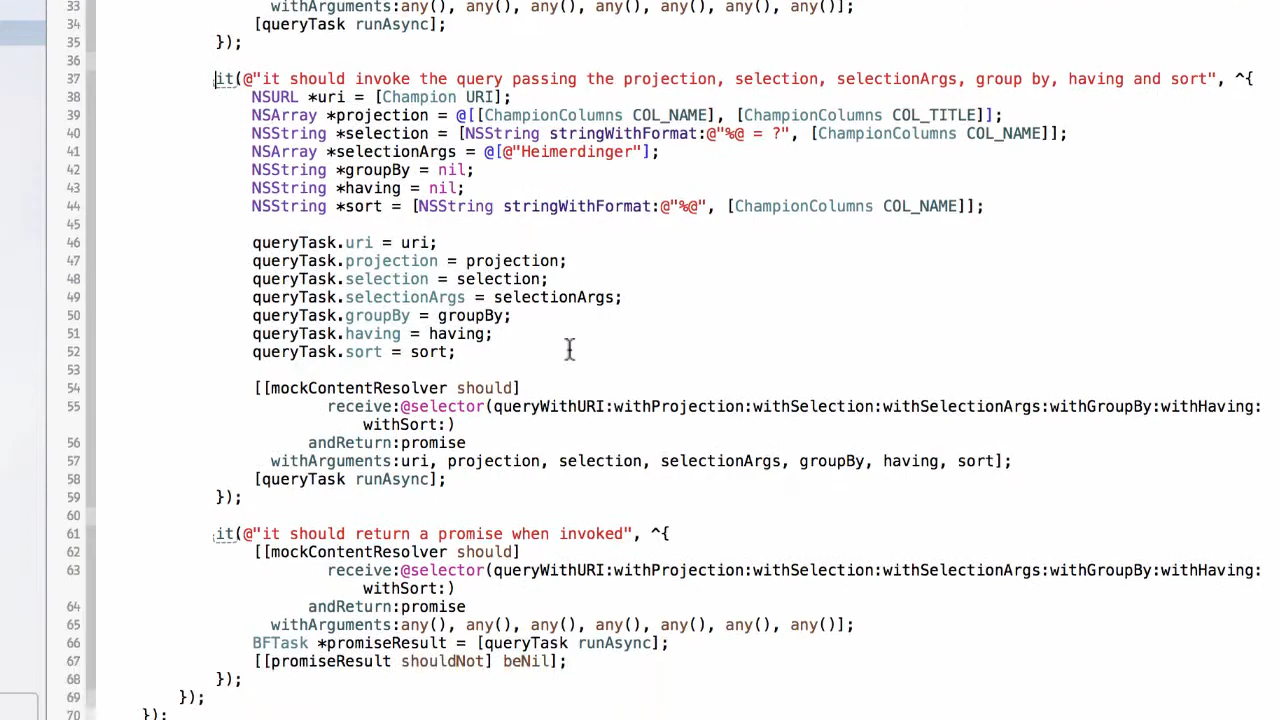 33 withArguments:any(), any(), any(), any(), any(), any(), any()];
34 [queryTask runAsync];
35 });
36
37 it(@"it should invoke the query passing the projection, selection, selectionArgs, group by, having and sort", ^{
38 NSURL *uri = [Champion URI];
39 NSArray *projection = @[[ChampionColumns COL_NAME], [ChampionColumns COL_TITLE]];
40 NSString *selection = [NSString stringWithFormat:@"%@ = ?", [ChampionColumns COL_NAME]];
41 NSArray *selectionArgs = @[@"Heimerdinger"];
42 NSString *groupBy = nil;
43 NSString *having = nil;
44 NSString *sort = [NSString stringWithFormat:@"%@", [ChampionColumns COL_NAME]];
45
46 queryTask.uri = uri;
47 queryTask.projection = projection;
48 queryTask.selection = selection;
49 queryTask.selectionArgs = selectionArgs;
50 queryTask.groupBy = groupBy;
51 queryTask.having = having;
52 queryTask.sort = sort;
53
54 [[mockContentResolver should]
55 receive:@selector(queryWithURI:withProjection:withSelection:withSelectionArgs:withGroupBy:withHaving:
withSort:)
56 andReturn:promise
57 withArguments:uri, projection, selection, selectionArgs, groupBy, having, sort];
58 [queryTask runAsync];
59 });
60
61 it(@"it should return a promise when invoked", ^{
62 [[mockContentResolver should]
63 receive:@selector(queryWithURI:withProjection:withSelection:withSelectionArgs:withGroupBy:withHaving:
withSort:)
64 andReturn:promise
65 withArguments:any(), any(), any(), any(), any(), any(), any()];
66 BFTask *promiseResult = [queryTask runAsync];
67 [[promiseResult shouldNot] beNil];
68 });
69 });
70 });